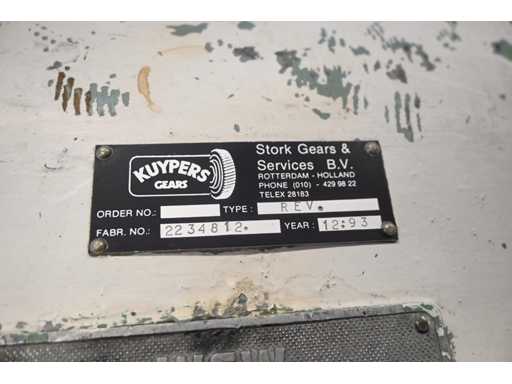 KUYPERS
GEARS
Stork Gears &
Services B.V.
ROTTERDAM - HOLLAND
PHONE (010) - 429 98 22
TELEX 28183
ORDER NO.: TYPE: REV.
FABR. NO.: 2234812. YEAR: 12:93